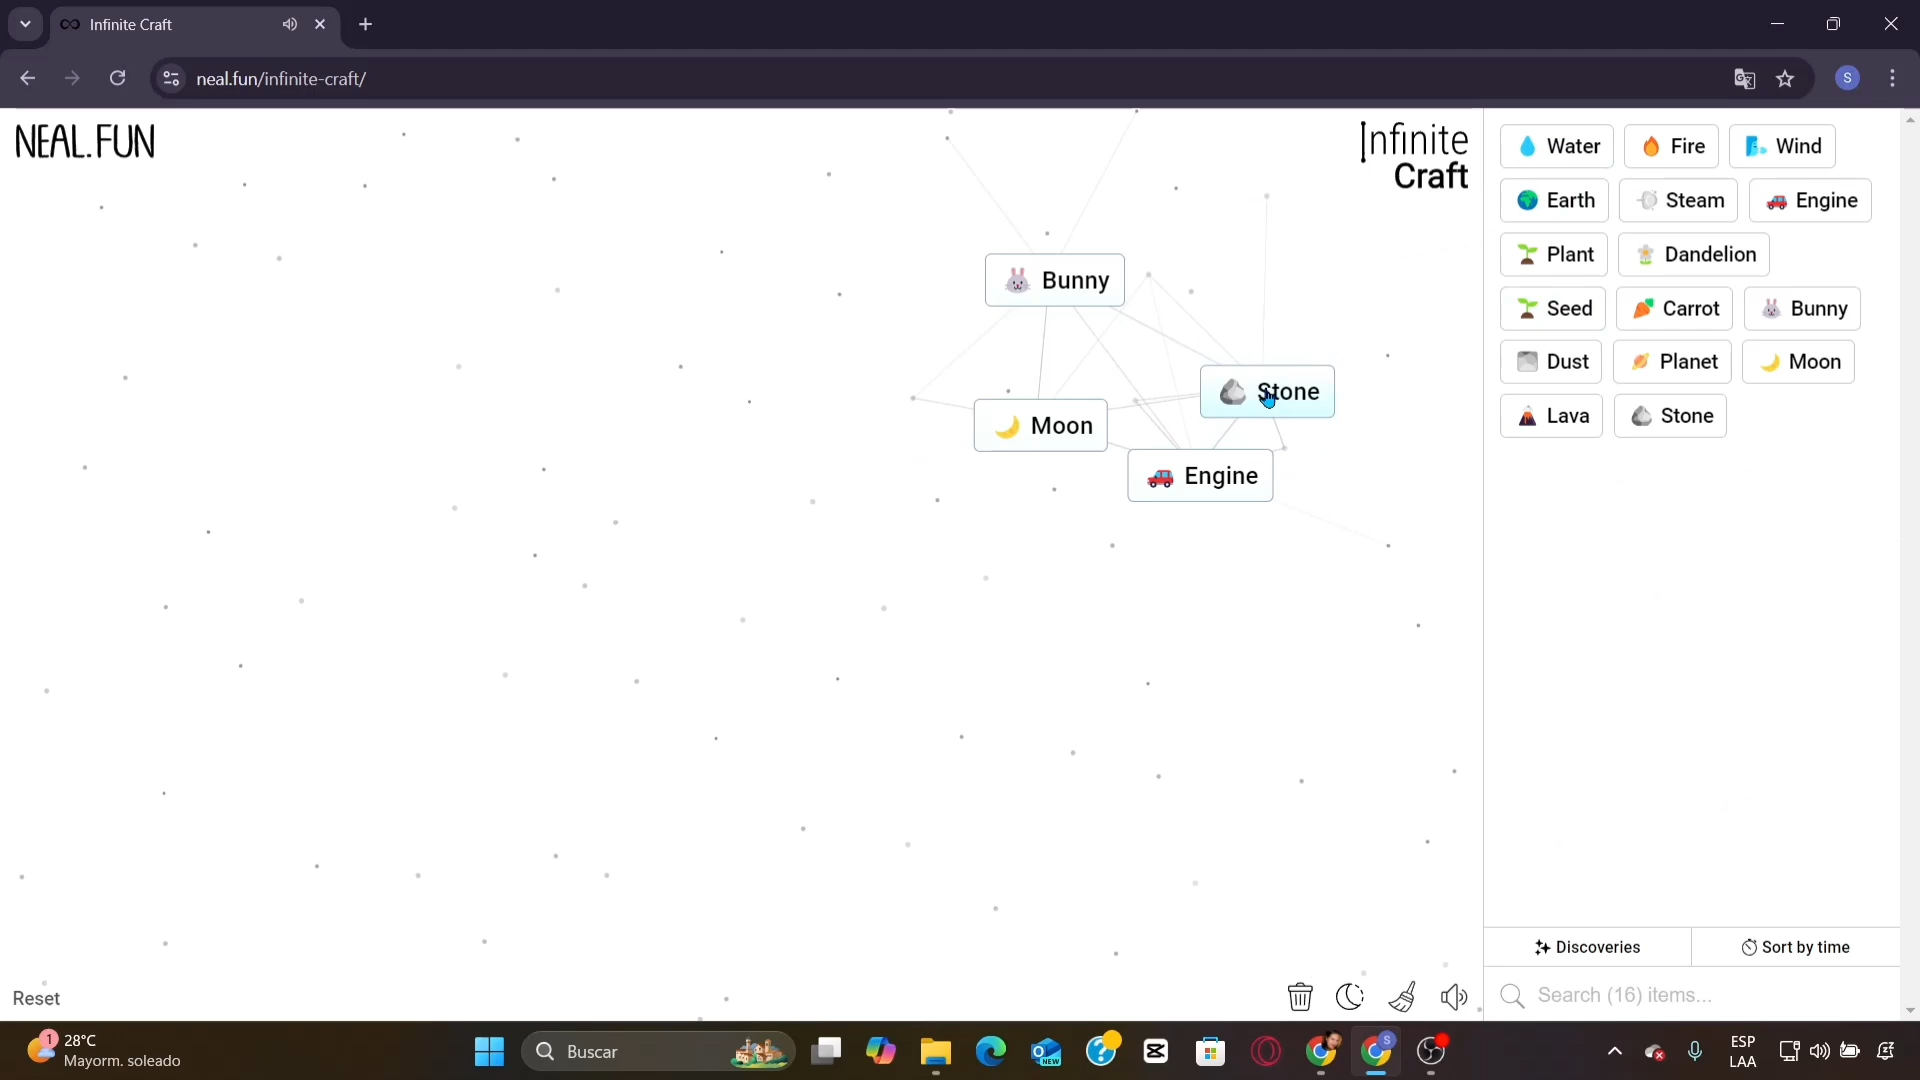 Infinite Craft
neal.fun/infinite-craft/
S
NEAL.FUN
Infinite
Craft
Water
Fire
Wind
Earth
Steam
Engine
Plant
Dandelion
Seed
Carrot
Bunny
Dust
Planet
Moon
Lava
Stone
Bunny
Stone
Moon
Engine
Discoveries
Sort by time
Search (16) items...
Reset
1
28°C
Mayorm. soleado
Buscar
NEW
S
ESP
LAA